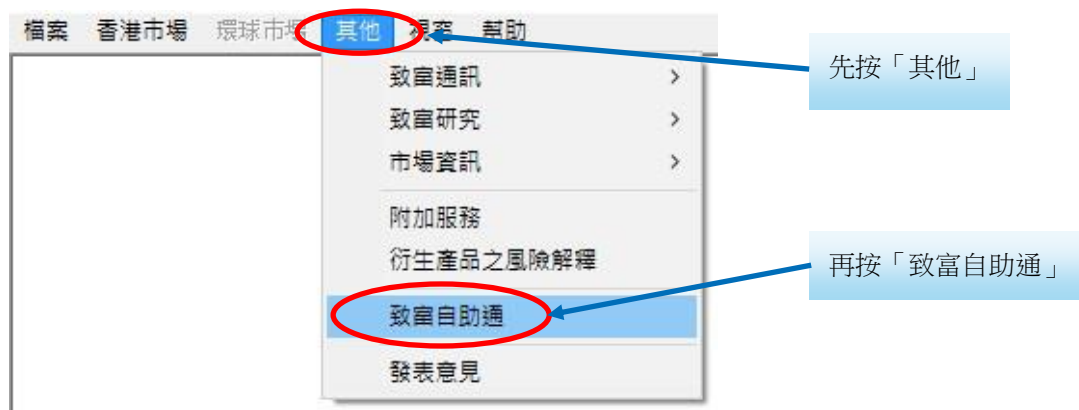 檔案 香港市場 環球市場 其他 視窗 幫助
先按「其他」
致富通訊
致富研究
市場資訊
附加服務
衍生產品之風險解釋
再按「致富自助通」
致富自助通
發表意見